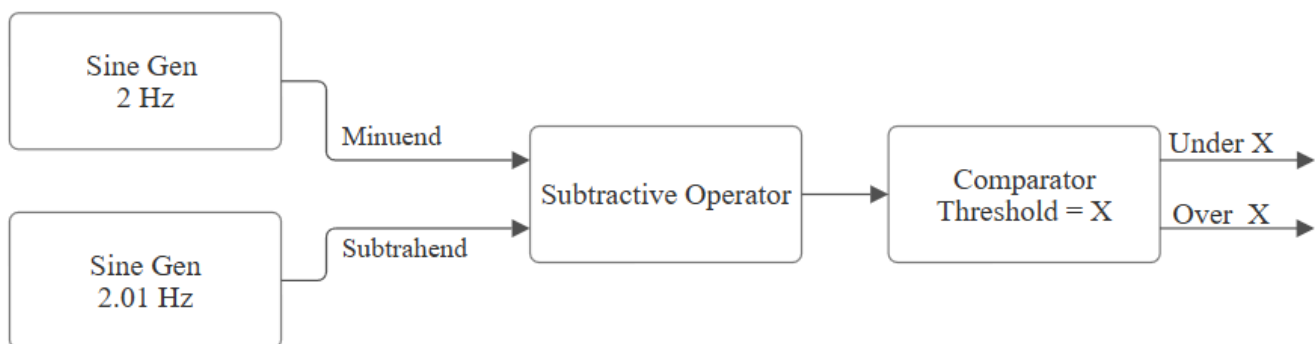 Sine Gen
2 Hz
Minuend
Subtractive Operator
Comparator
Threshold = X
Under X
Over X
Sine Gen
2.01 Hz
Subtrahend